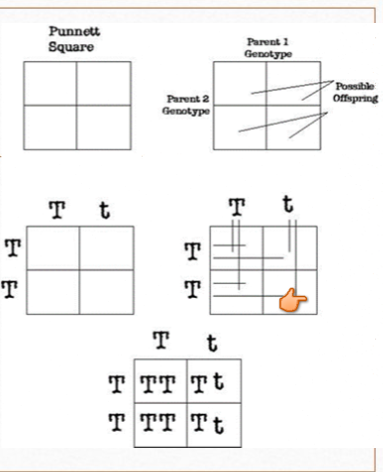 Punnett
Square
Parent 1
Genotype
Parent 2
Genotype
Possible
Offspring
T t
T
T
T t
T
T
T t
T TT Tt
T TT Tt